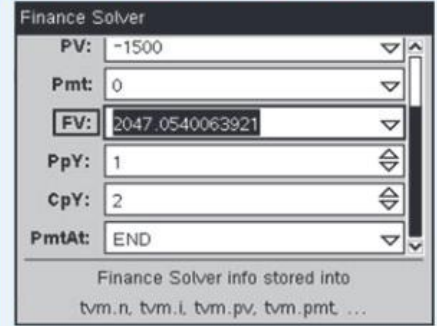 Finance Solver
PV: -1500
Pmt: 0
FV: 2047.0540063921
PpY: 1
CpY: 2
PmtAt: END
Finance Solver info stored into
tvm.n, tvm.i, tvm.pv, tvm.pmt, ...